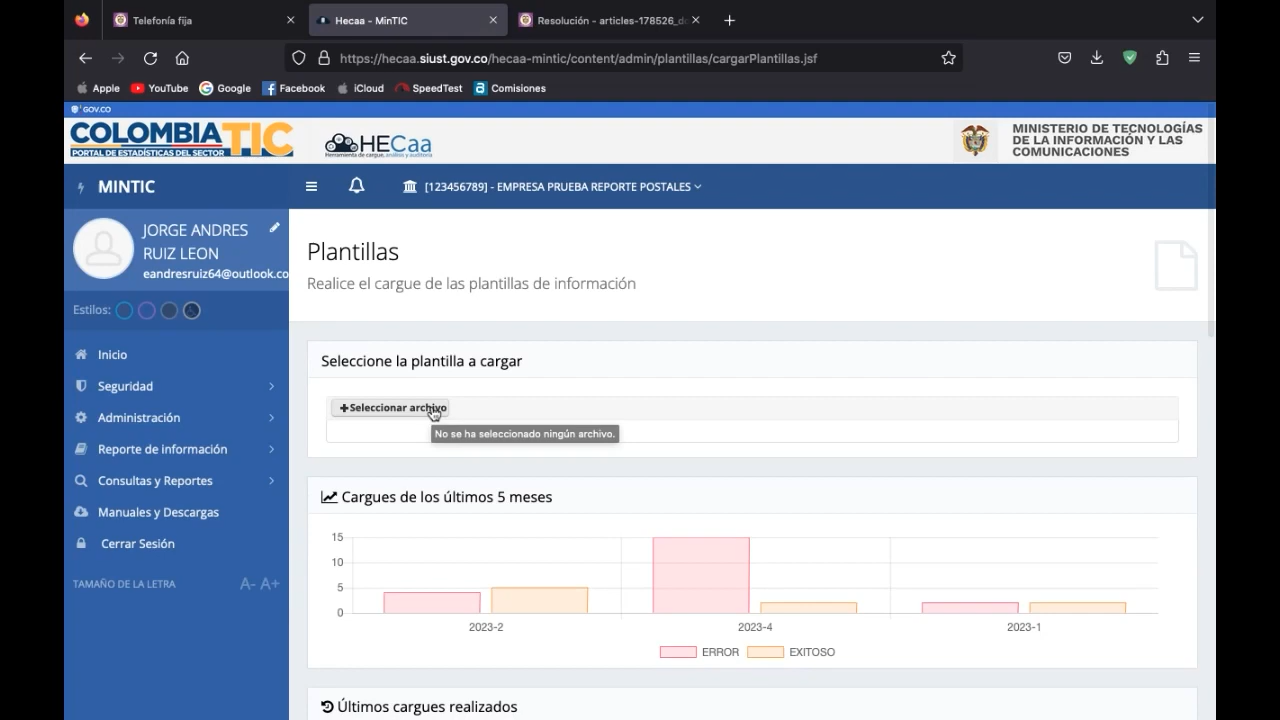 Telefonía fija
Hecaa - MinTIC
Resolución - articles-178526_de
https://hecaa.siust.gov.co/hecaa-mintic/content/admin/plantillas/cargarPlantillas.jsf
Apple
YouTube
Google
Facebook
iCloud
SpeedTest
Comisiones
GOV.CO
COLOMBIATIC
PORTAL DE ESTADÍSTICAS DEL SECTOR
HECaa
Herramienta de cargue, análisis y auditoría
MINISTERIO DE TECNOLOGÍAS
DE LA INFORMACIÓN Y LAS
COMUNICACIONES
MINTIC
[123456789] - EMPRESA PRUEBA REPORTE POSTALES
JORGE ANDRES
RUIZ LEON
eandresruiz64@outlook.co
Estilos:
Inicio
Seguridad
Administración
Reporte de información
Consultas y Reportes
Manuales y Descargas
Cerrar Sesión
TAMAÑO DE LA LETRA
A- A+
Plantillas
Realice el cargue de las plantillas de información
Seleccione la plantilla a cargar
+Seleccionar archivo
No se ha seleccionado ningún archivo.
Cargues de los últimos 5 meses
15
10
5
0
2023-2
2023-4
2023-1
ERROR
EXITOSO
Últimos cargues realizados